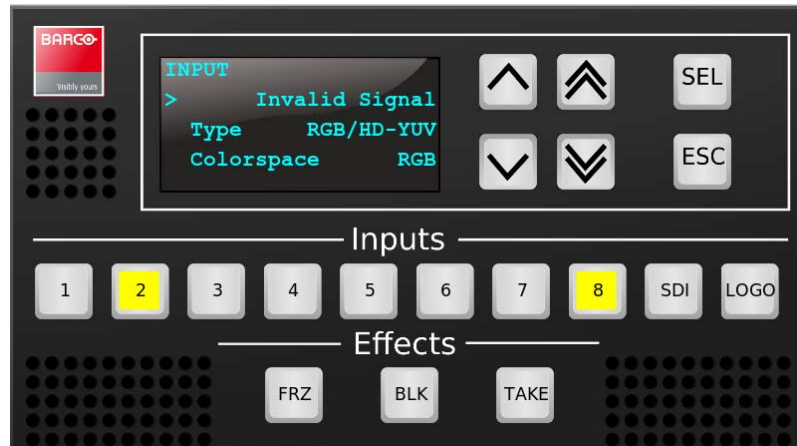 BARCO
Visibly yours
INPUT
> Invalid Signal
Type RGB/HD-YUV
Colorspace RGB
SEL
ESC
Inputs
1 2 3 4 5 6 7 8 SDI LOGO
Effects
FRZ BLK TAKE